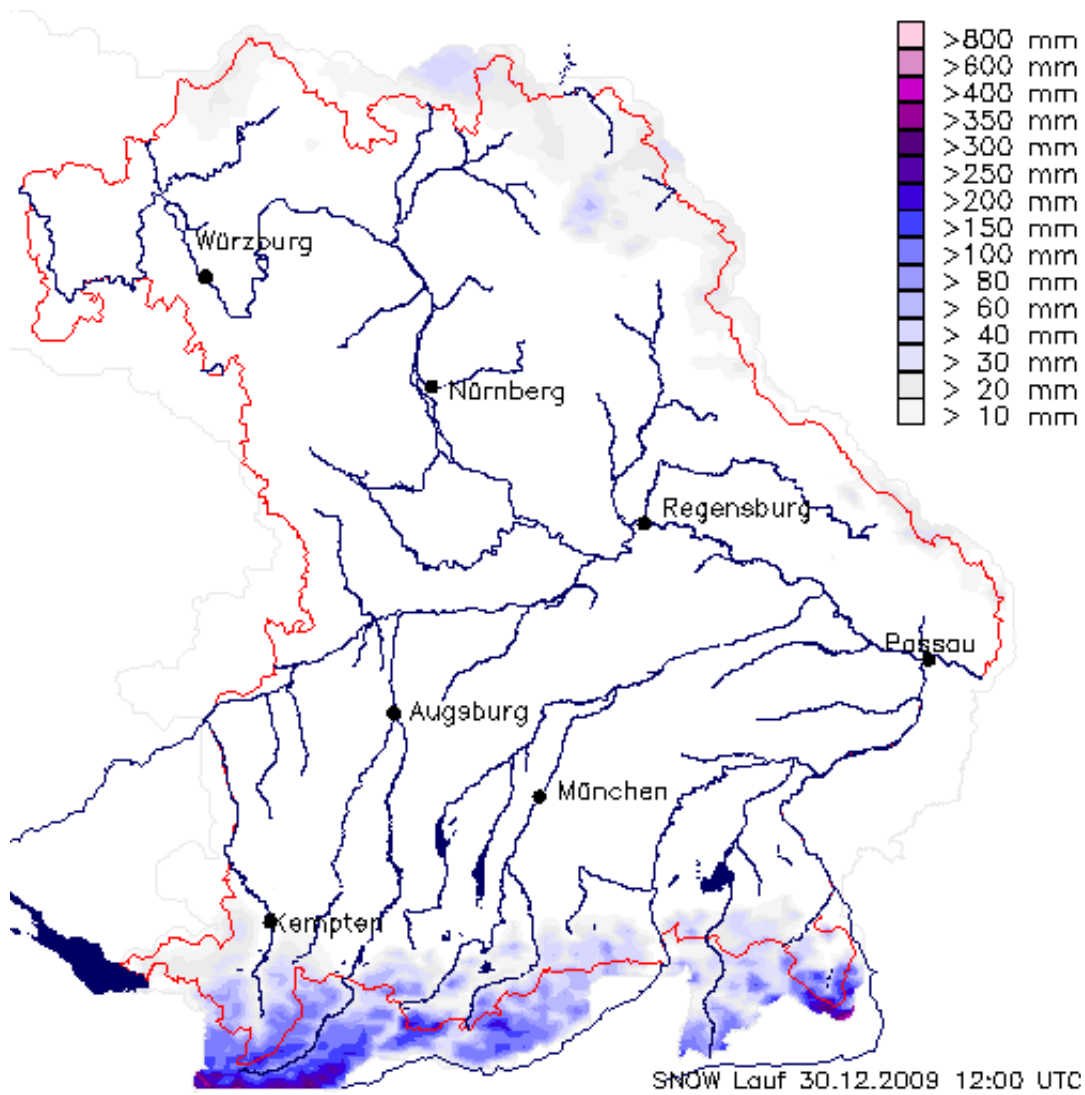 >800 mm
>600 mm
>400 mm
>350 mm
>300 mm
>250 mm
>200 mm
>150 mm
>100 mm
> 80 mm
> 60 mm
> 40 mm
> 30 mm
> 20 mm
> 10 mm
Würzburg
Nürnberg
Regensburg
Passau
Augsburg
München
Kempten
SNOW Lauf 30.12.2009 12:00 UTC